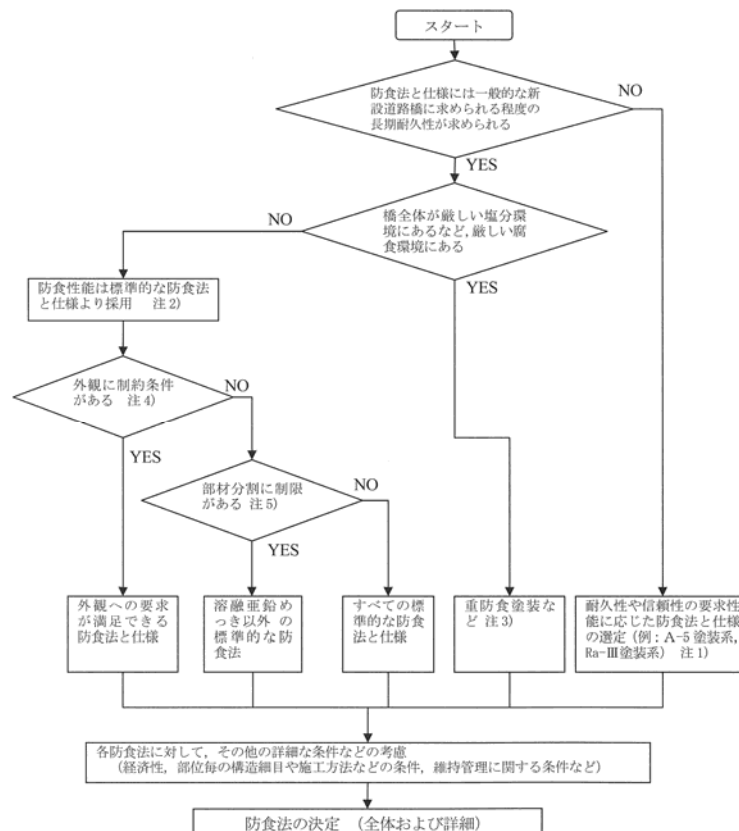 スタート
防食法と仕様には一般的な新
設道路橋に求められる程度の
長期耐久性が求められる
NO
YES
橋全体が厳しい塩分環
境にあるなど,厳しい腐
食環境にある
NO
YES
防食性能は標準的な防食法
と仕様より採用 注2)
外観に制約条件
がある 注4)
NO
YES
部材分割に制限
がある 注5)
NO
YES
外観への要求
が満足できる
防食法と仕様
溶融亜鉛め
っき以外の
標準的な防
食法
すべての標
準的な防食
法と仕様
重防食塗装な
ど 注3)
耐久性や信頼性の要求性
能に応じた防食法と仕様
の選定(例:A-5塗装系,
Ra-Ⅲ塗装系) 注1)
各防食法に対して,その他の詳細な条件などの考慮
(経済性,部位毎の構造細目や施工方法などの条件,維持管理に関する条件など)
防食法の決定 (全体および詳細)